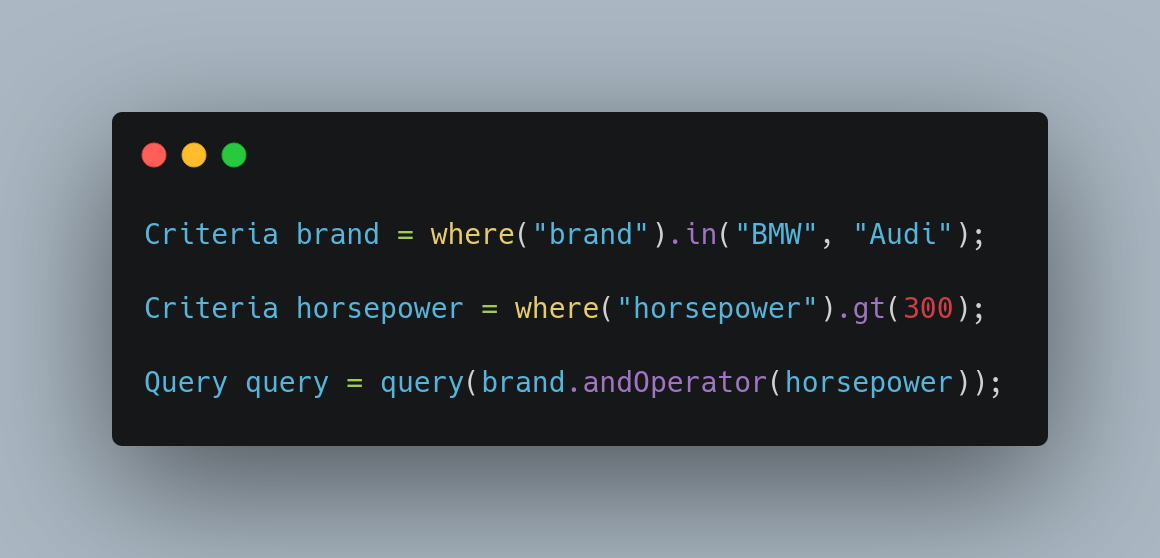 Criteria brand = where("brand").in("BMW", "Audi");
Criteria horsepower = where("horsepower").gt(300);
Query query = query(brand.andOperator(horsepower));